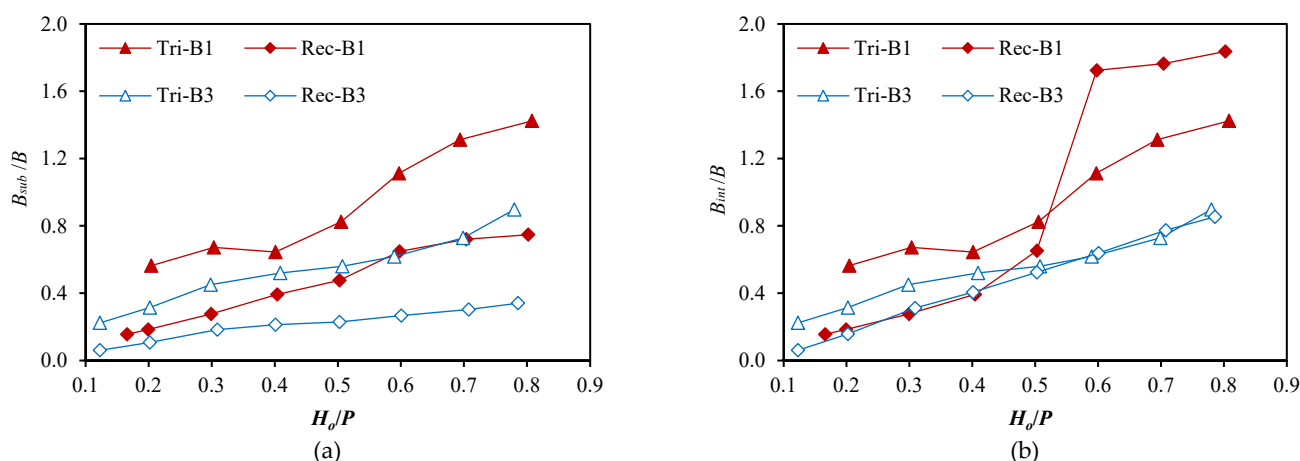 2.0
1.6
1.2
0.8
0.4
0.0
Bsub/B
Tri-B1 Rec-B1
Tri-B3 Rec-B3
0.1 0.2 0.3 0.4 0.5 0.6 0.7 0.8 0.9
Ho/P
(a)
2.0
1.6
1.2
0.8
0.4
0.0
Bint/B
Tri-B1 Rec-B1
Tri-B3 Rec-B3
0.1 0.2 0.3 0.4 0.5 0.6 0.7 0.8 0.9
Ho/P
(b)